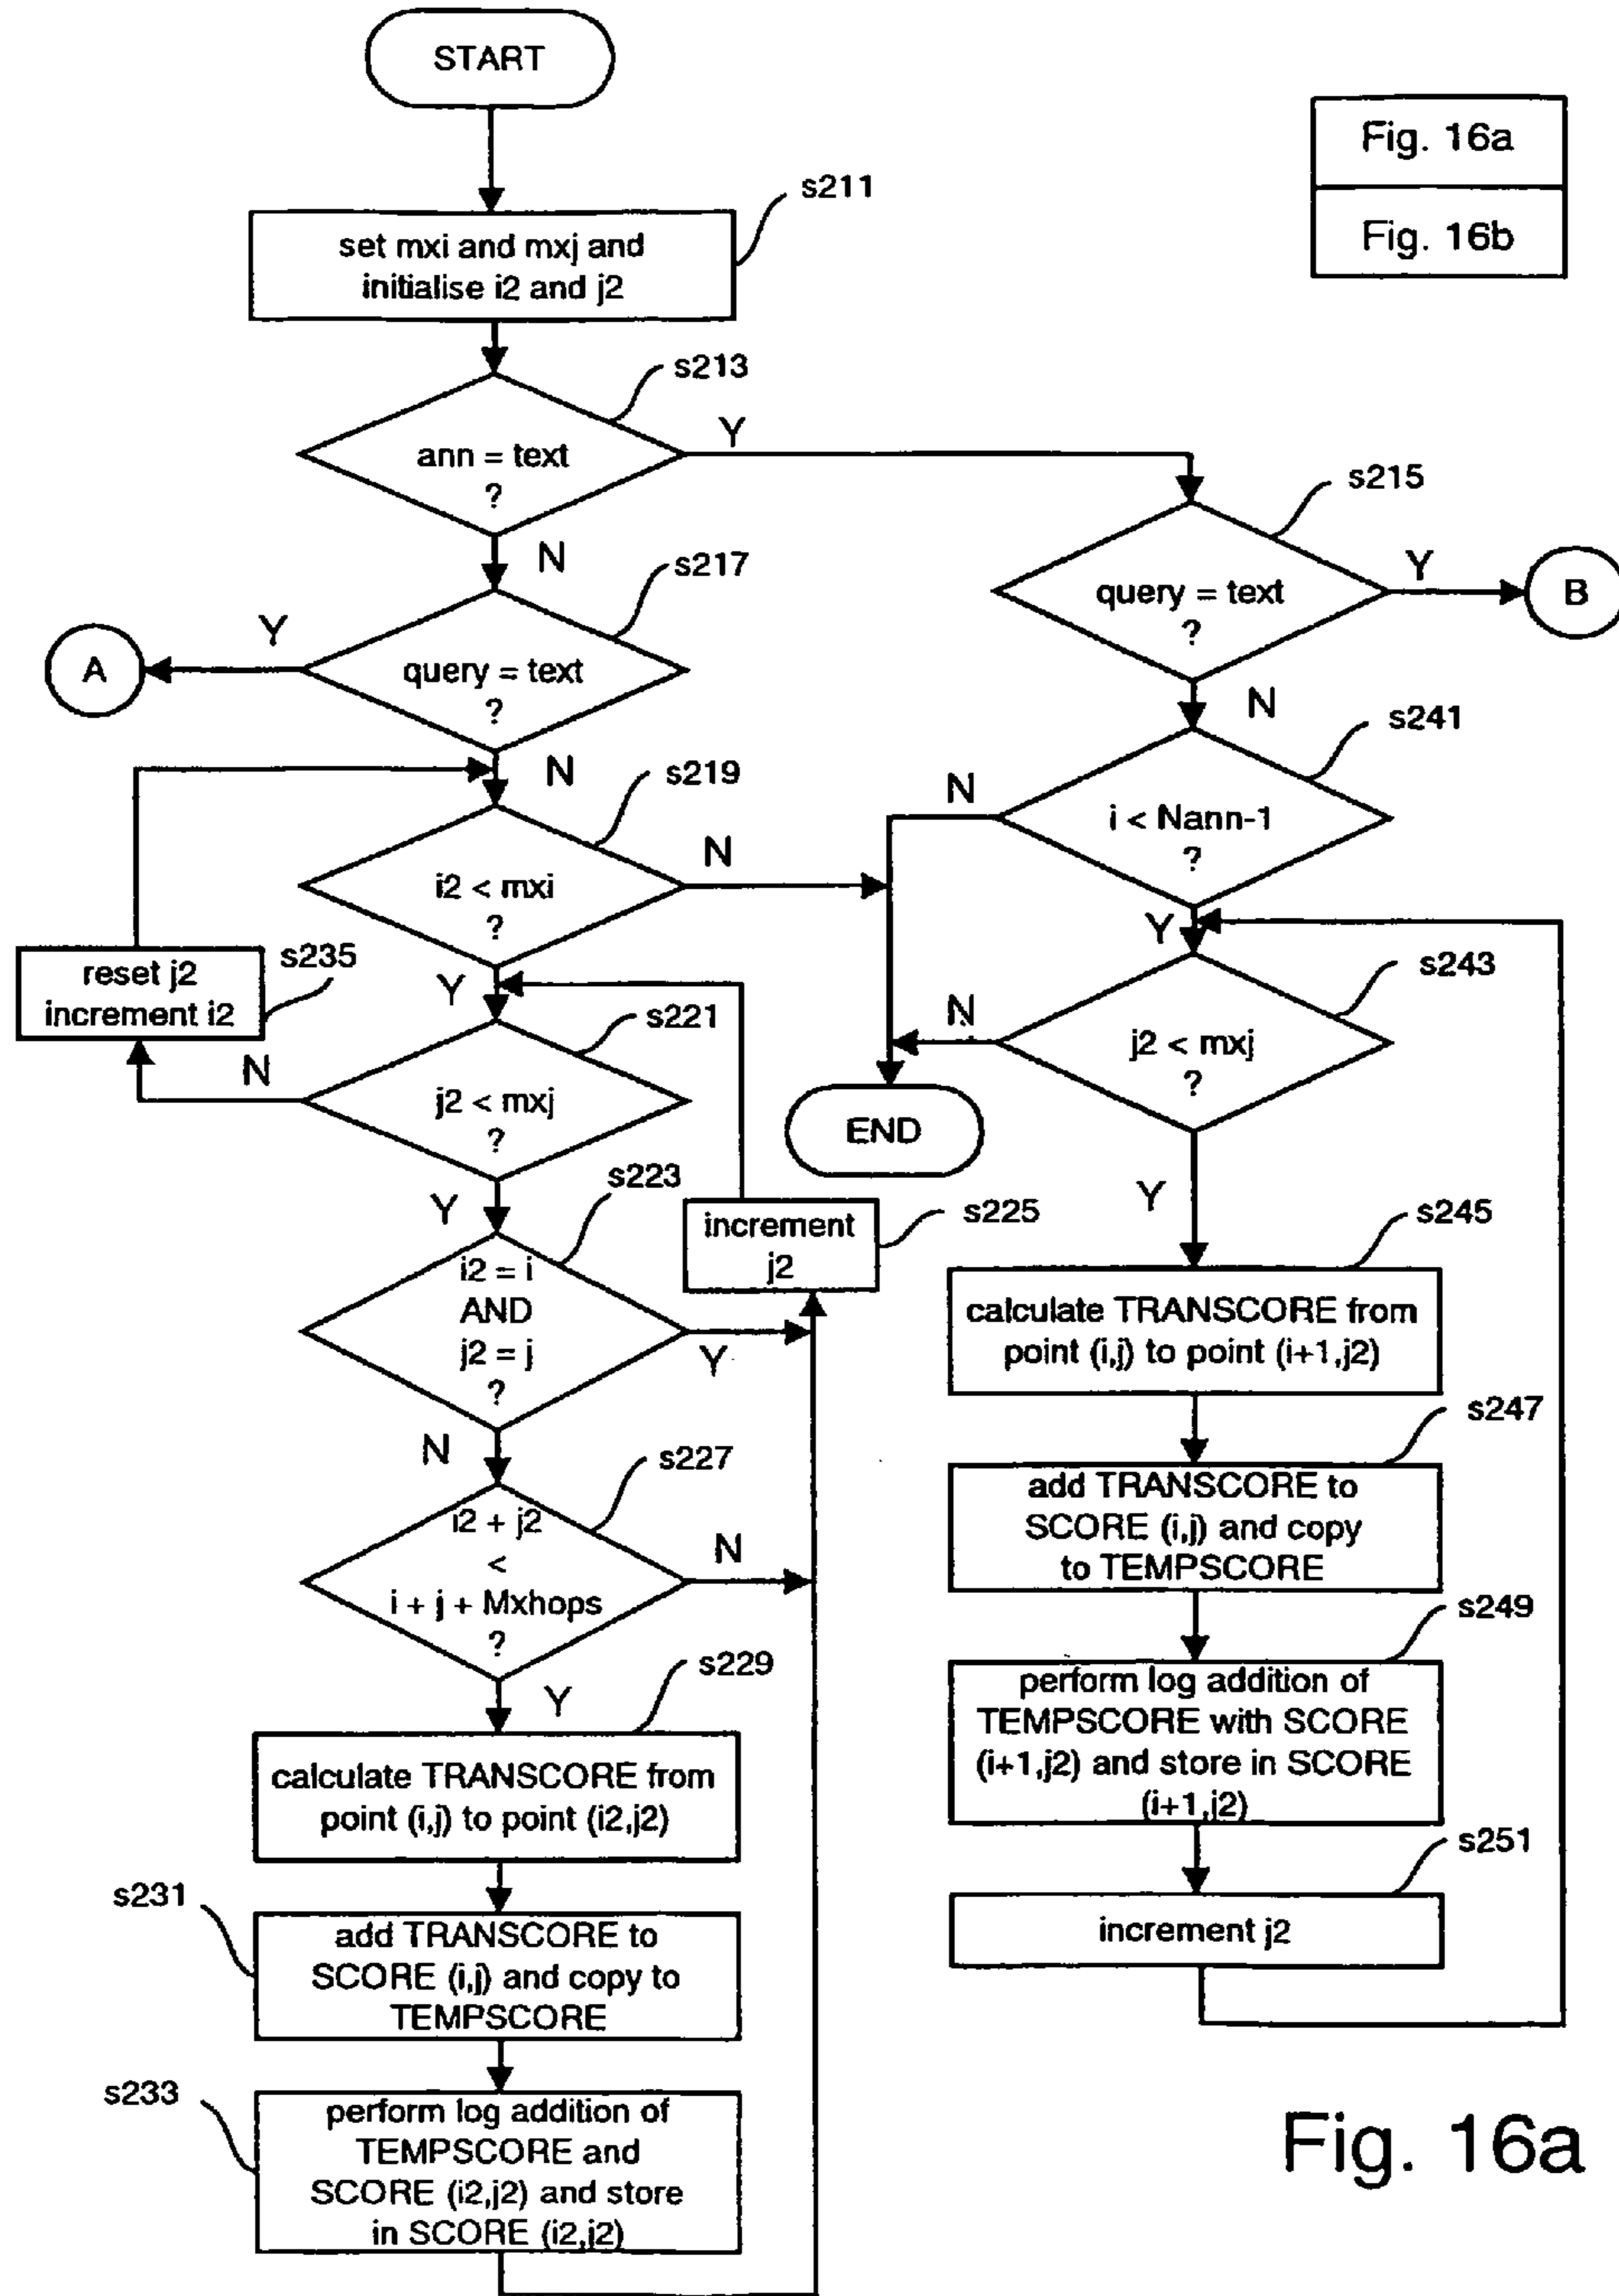 START
Fig. 16a
Fig. 16b
s211
set mxi and mxj and
initialise i2 and j2
s213
ann = text
?
Y
N
s215
query = text
?
Y
B
N
s217
query = text
?
Y
A
N
s241
i < Nann-1
?
N
Y
s219
i2 < mxi
?
N
Y
s235
reset j2
increment i2
s243
j2 < mxj
?
N
Y
s221
j2 < mxj
?
N
Y
END
s223
i2 = i
AND
j2 = j
?
Y
N
s225
increment
j2
s245
calculate TRANSCORE from
point (i,j) to point (i+1,j2)
s227
i2 + j2
<
i + j + Mxhops
?
N
Y
s247
add TRANSCORE to
SCORE (i,j) and copy
to TEMPSCORE
s229
calculate TRANSCORE from
point (i,j) to point (i2,j2)
s249
perform log addition of
TEMPSCORE with SCORE
(i+1,j2) and store in SCORE
(i+1,j2)
s231
add TRANSCORE to
SCORE (i,j) and copy to
TEMPSCORE
s251
increment j2
s233
perform log addition of
TEMPSCORE and
SCORE (i2,j2) and store
in SCORE (i2,j2)
Fig. 16a